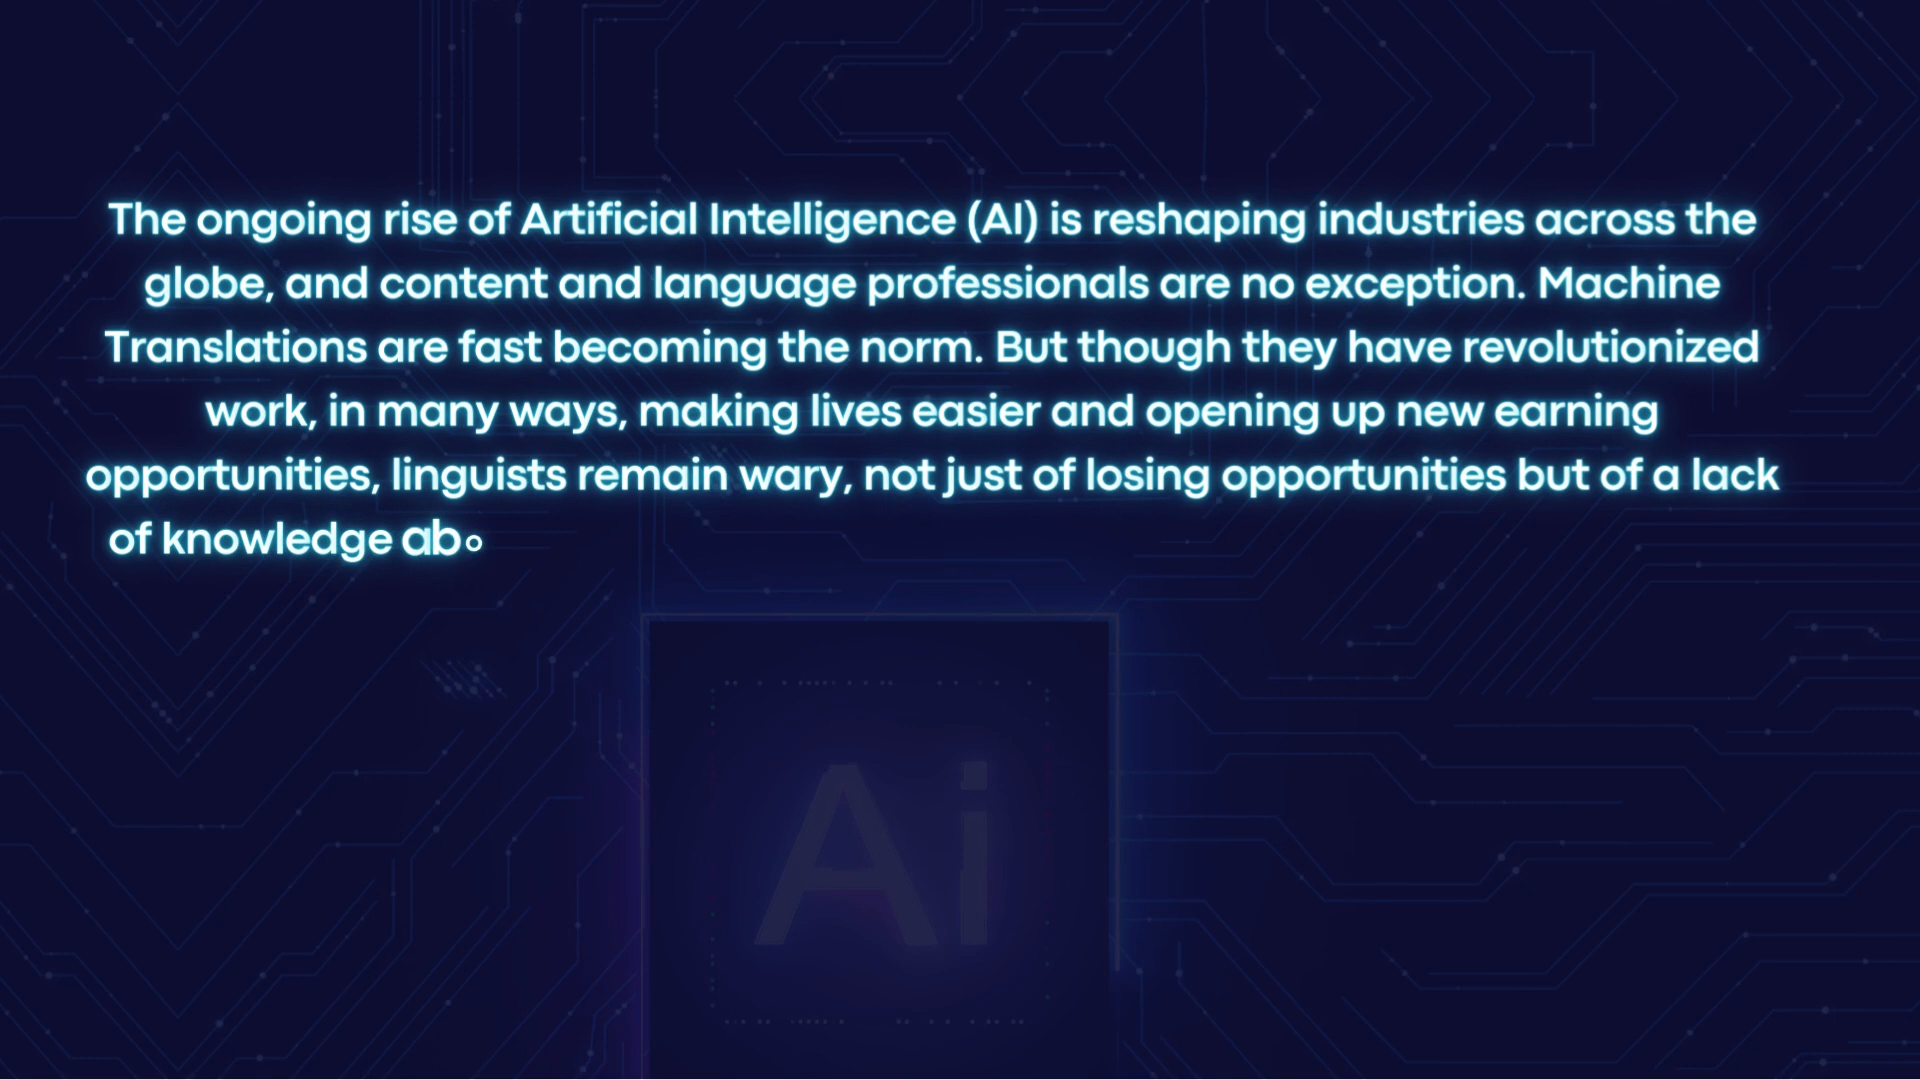 The ongoing rise of Artificial Intelligence (AI) is reshaping industries across the
globe, and content and language professionals are no exception. Machine
Translations are fast becoming the norm. But though they have revolutionized
work, in many ways, making lives easier and opening up new earning
opportunities, linguists remain wary, not just of losing opportunities but of a lack
of knowledge abo
Ai